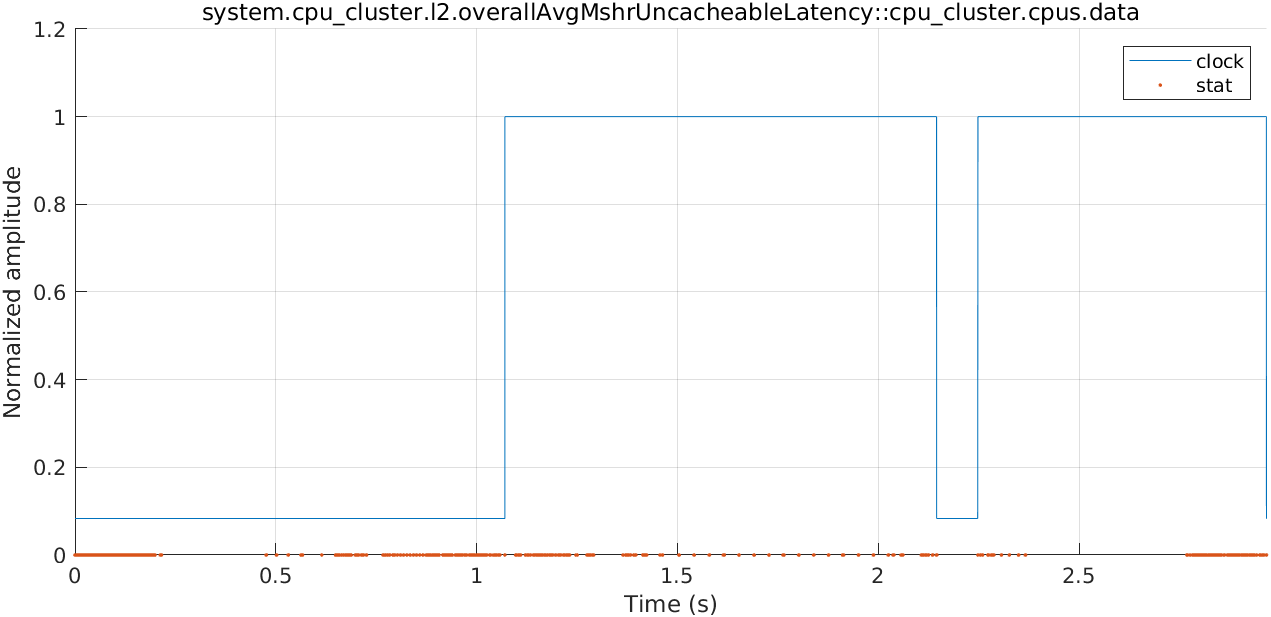 system.cpu_cluster.l2.overallAvgMshrUncacheableLatency::cpu_cluster.cpus.data
1.2
1
0.8
0.6
0.4
0.2
0
Normalized amplitude
clock
stat
0 0.5 1 1.5 2 2.5
Time (s)